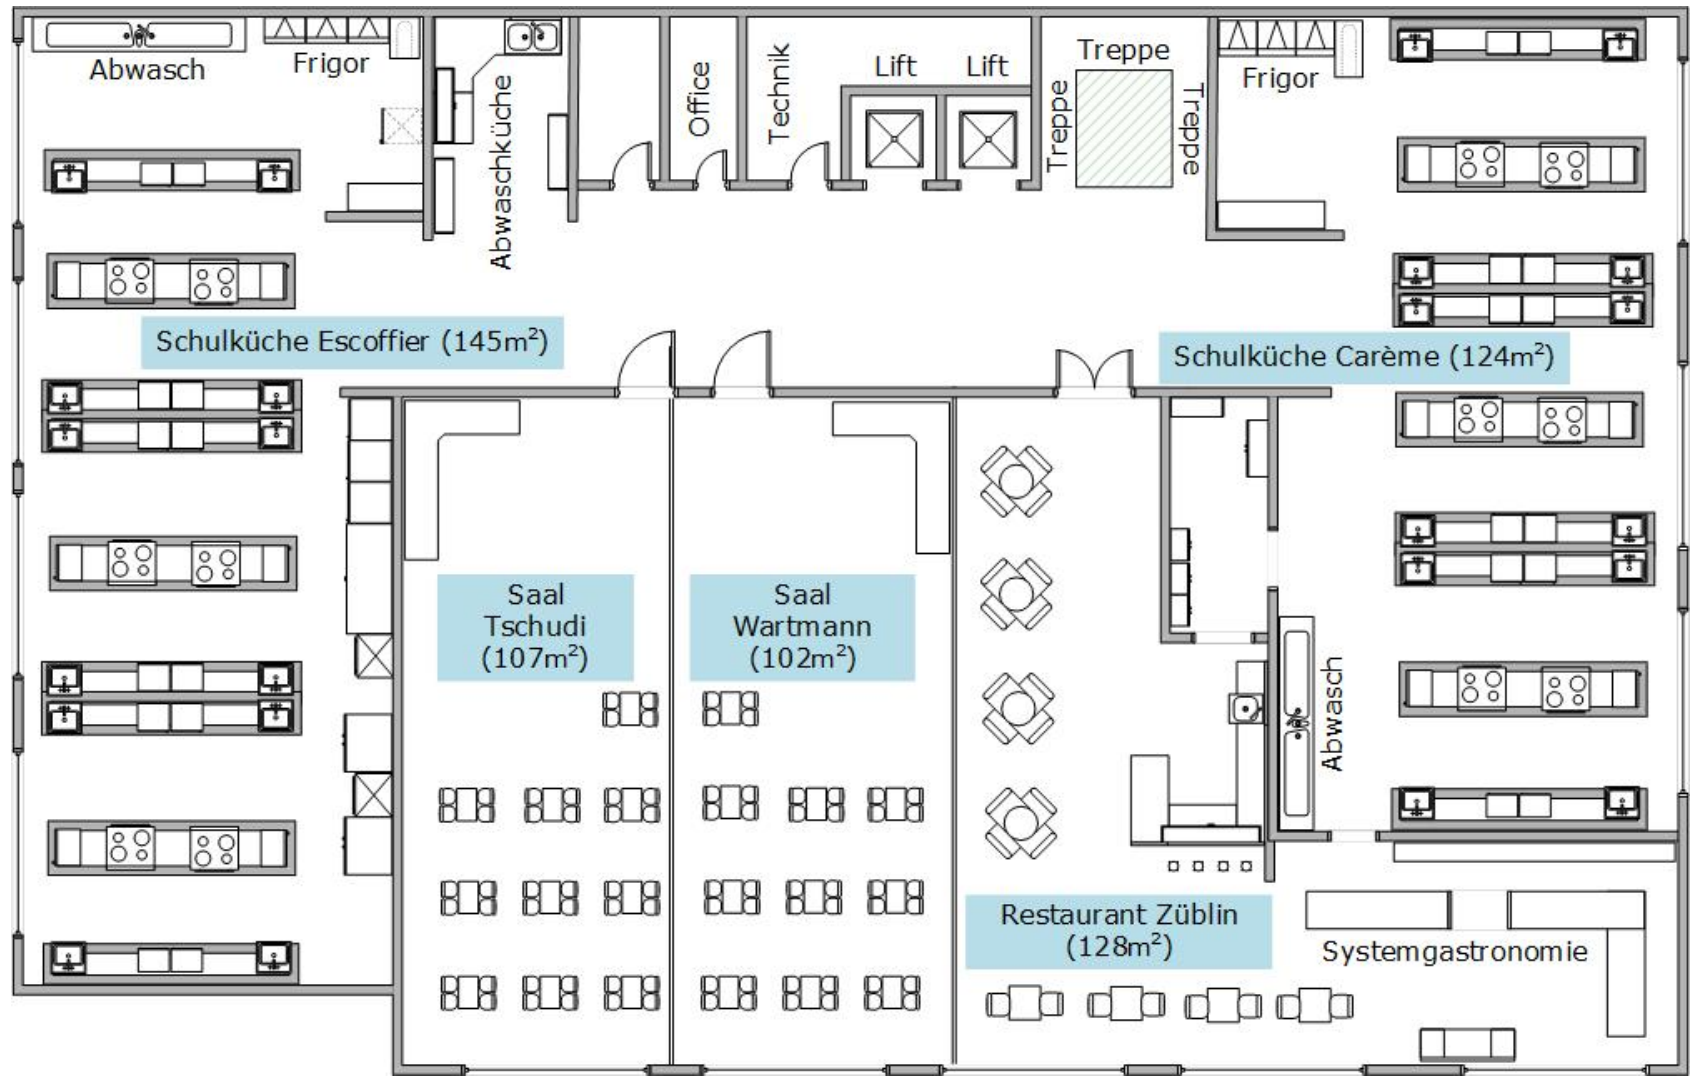 Abwasch
Frigor
Abwaschküche
Office
Technik
Lift
Lift
Treppe
Treppe
Treppe
Frigor
Schulküche Escoffier (145m²)
Schulküche Carème (124m²)
Saal
Tschudi
(107m²)
Saal
Wartmann
(102m²)
Abwasch
Restaurant Züblin
(128m²)
Systemgastronomie